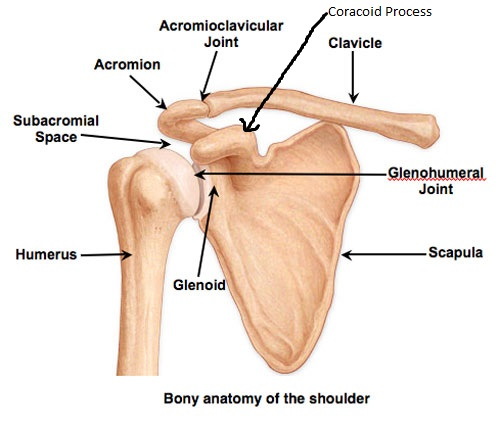 Coracoid Process
Acromioclavicular
Joint
Clavicle
Acromion
Subacromial
Space
Glenohumeral
Joint
Humerus
Scapula
Glenoid
Bony anatomy of the shoulder